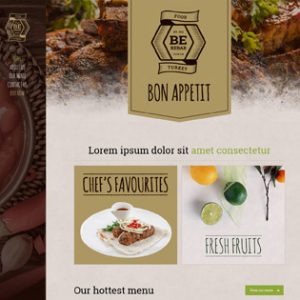 FOOD
BE
KEBAB
TURKEY
BON APPETIT
Lorem ipsum dolor sit amet consectetur
CHEF'S FAVOURITES
FRESH FRUITS
Our hottest menu